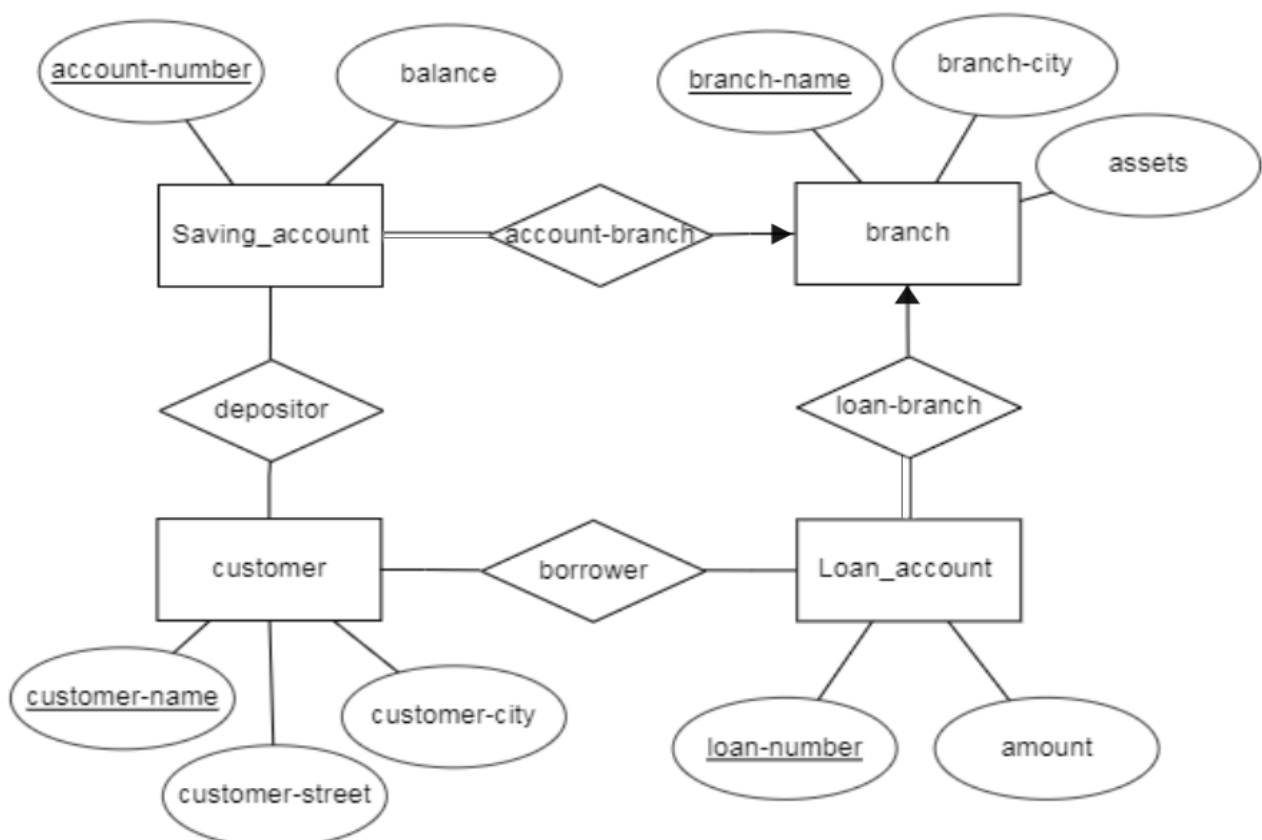 account-number
balance
branch-name
branch-city
assets
Saving_account
account-branch
branch
depositor
loan-branch
customer
borrower
Loan_account
customer-name
customer-city
customer-street
loan-number
amount